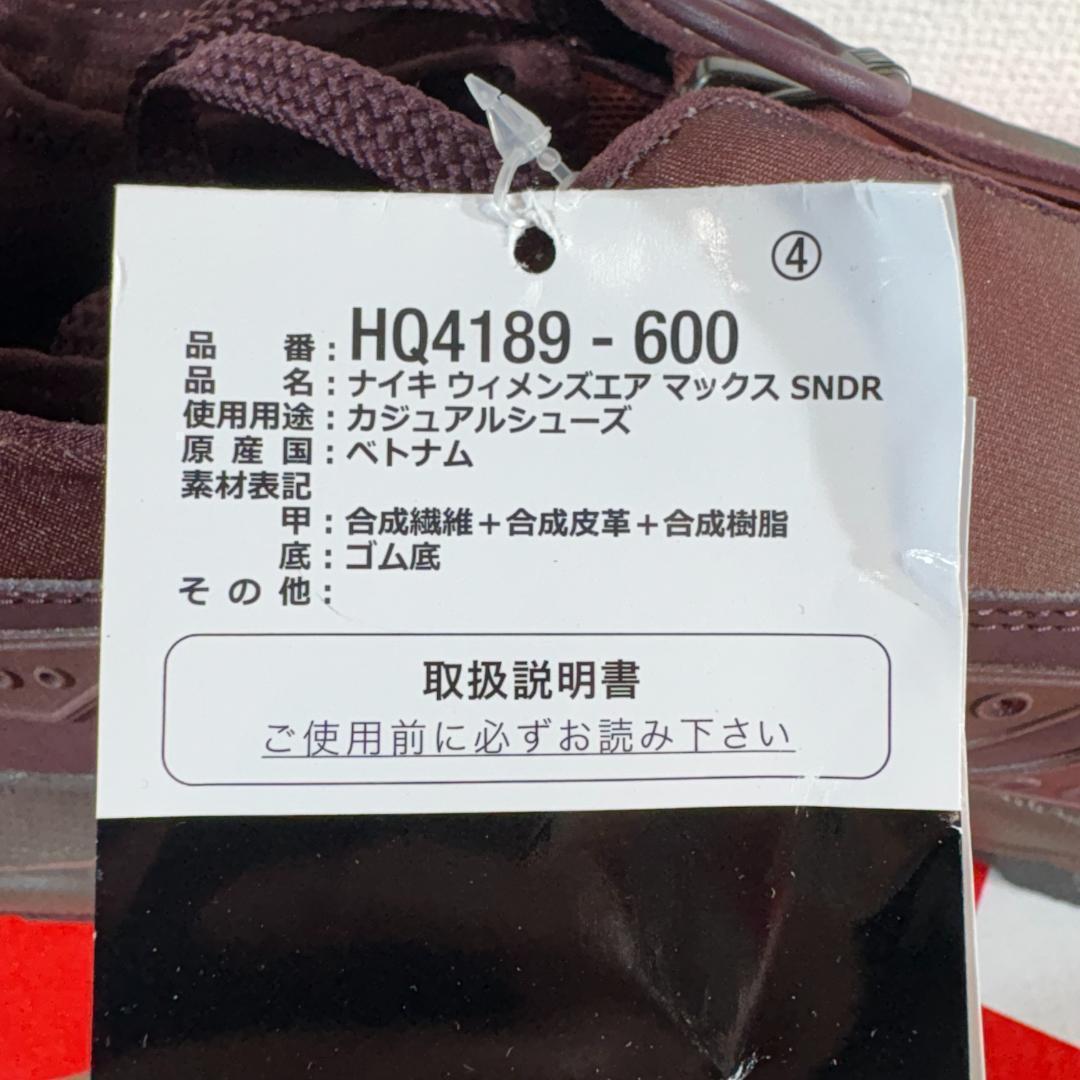 ④
品番：HQ4189 - 600
品名：ナイキ ウィメンズエア マックス SNDR
使用用途：カジュアルシューズ
原産国：ベトナム
素材表記
甲：合成繊維＋合成皮革＋合成樹脂
底：ゴム底
その他：
取扱説明書
ご使用前に必ずお読み下さい